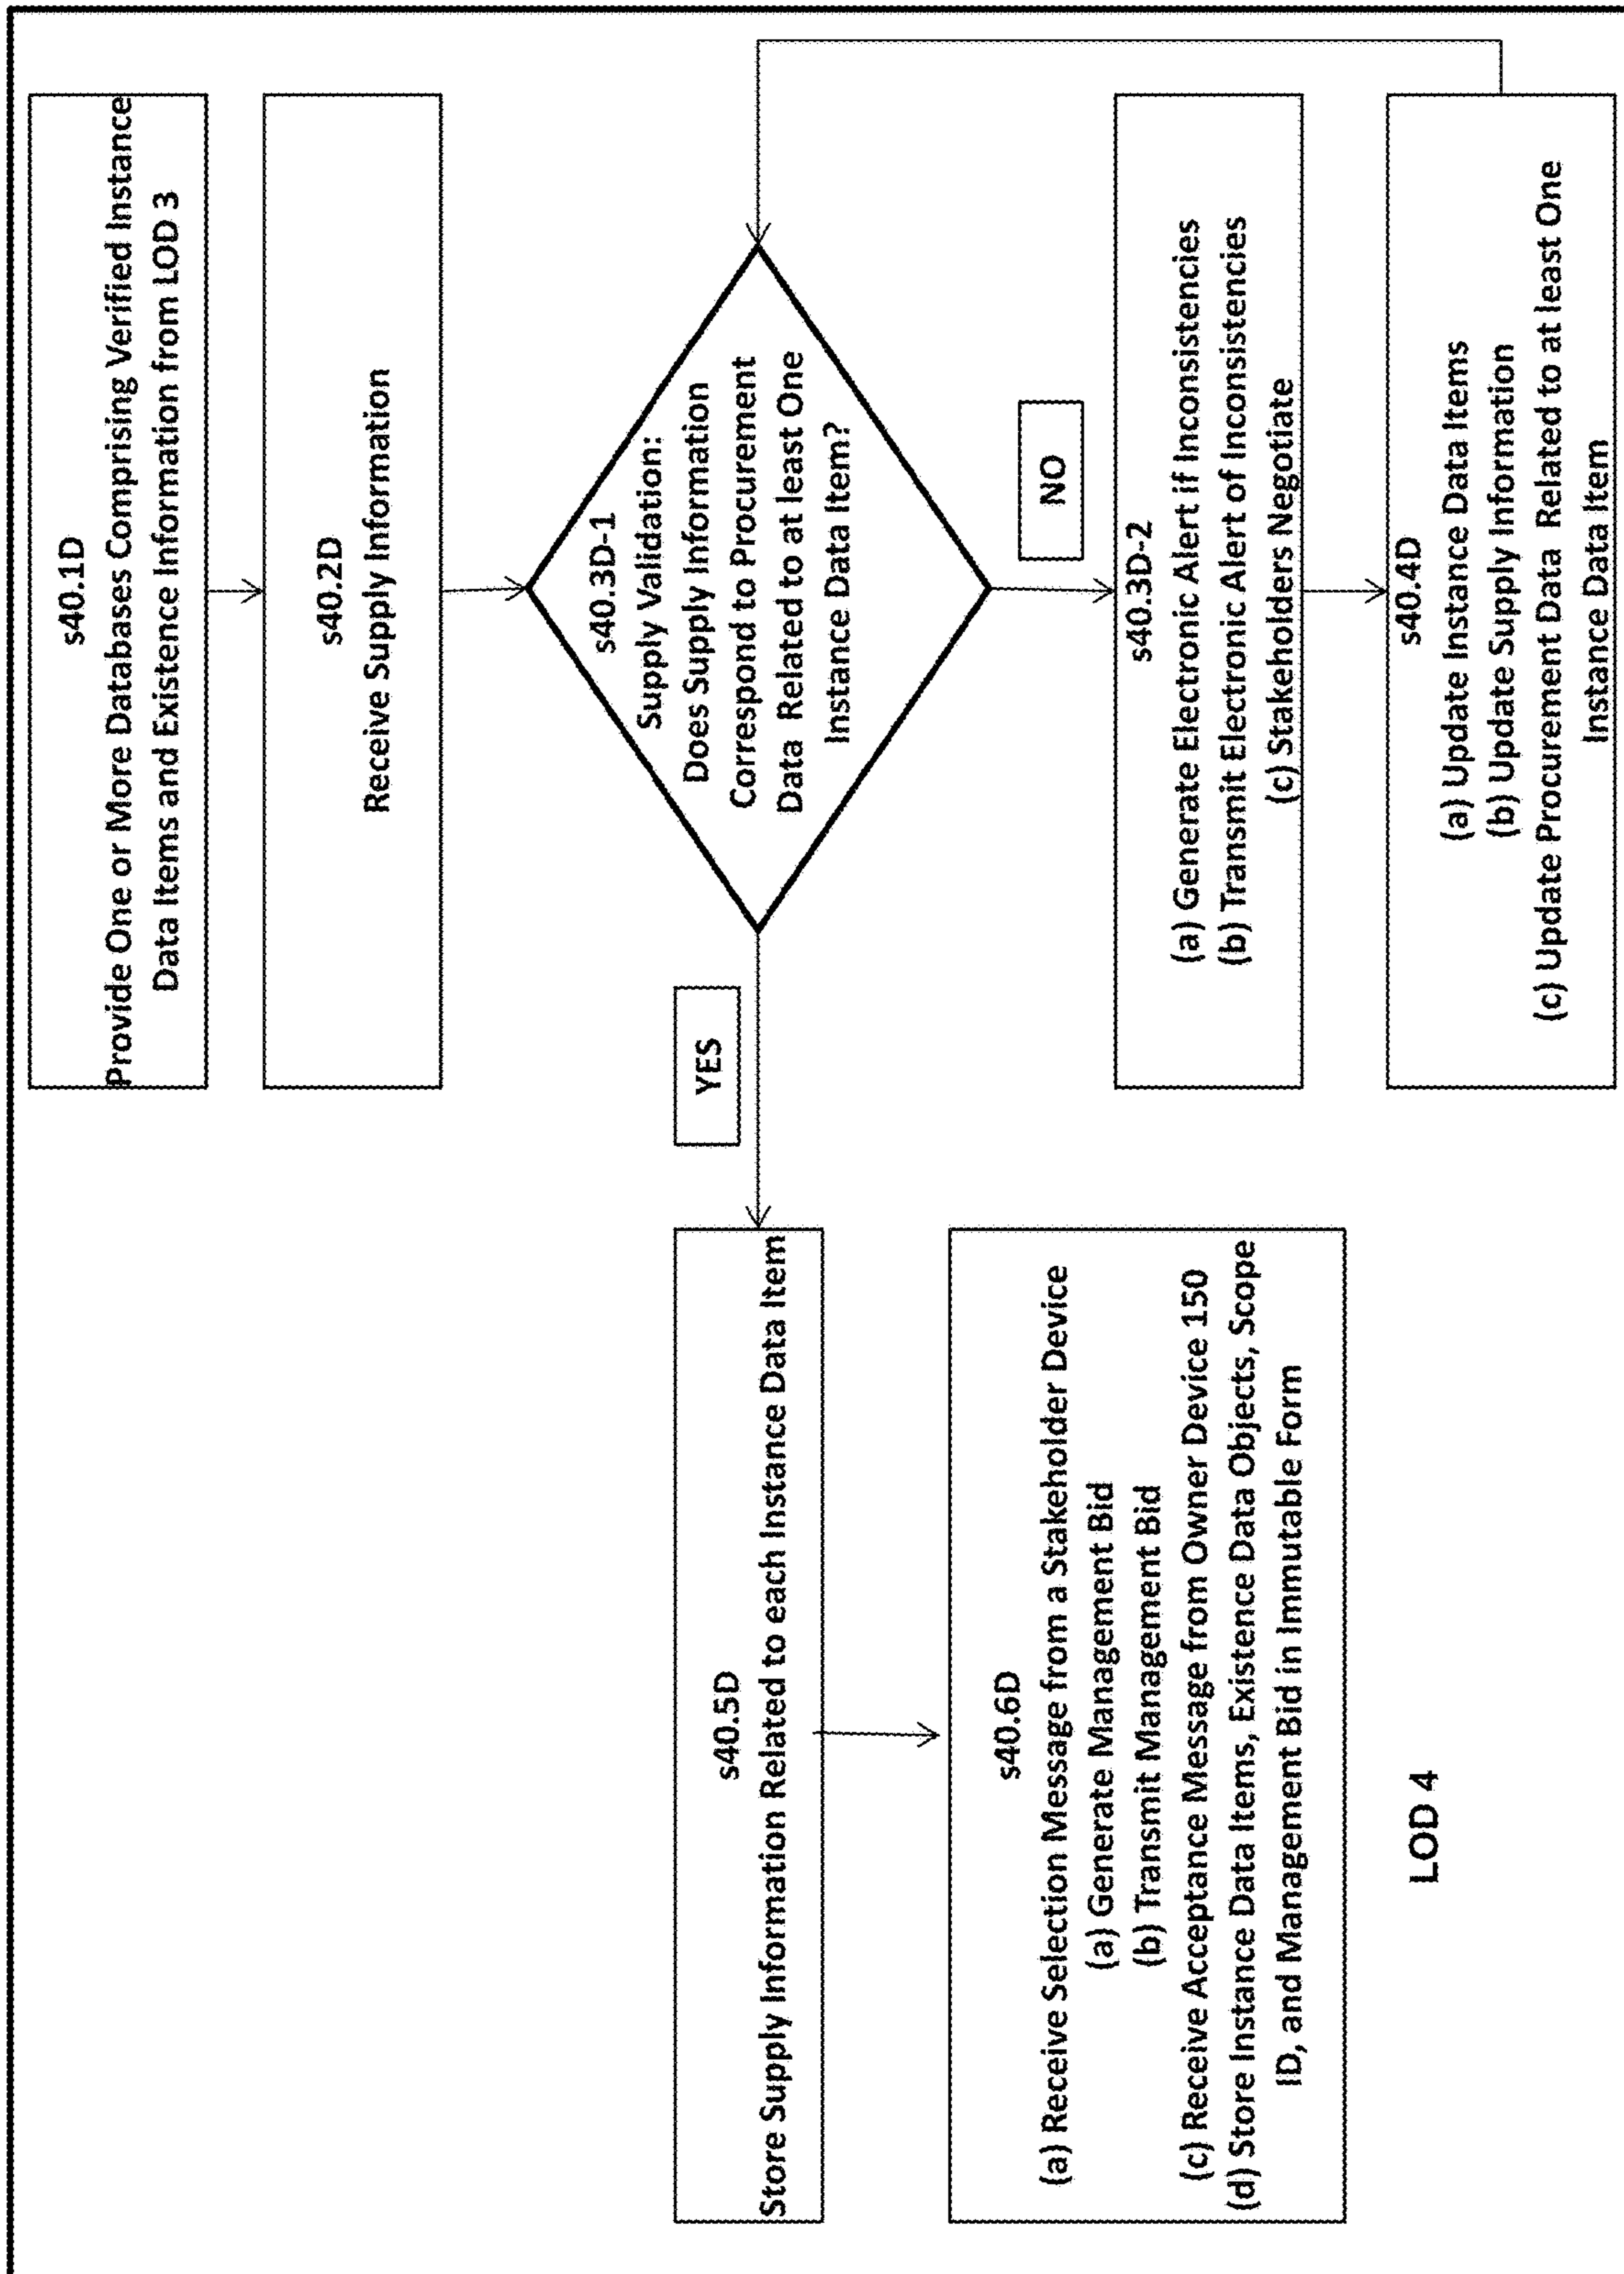 s40.1D
Provide One or More Databases Comprising Verified Instance
Data Items and Existence Information from LOD 3
s40.2D
Receive Supply Information
s40.3D-1
Supply Validation:
Does Supply Information
Correspond to Procurement
Data Related to at least One
Instance Data Item?
YES
NO
s40.3D-2
(a) Generate Electronic Alert if Inconsistencies
(b) Transmit Electronic Alert of Inconsistencies
(c) Stakeholders Negotiate
s40.4D
(a) Update Instance Data Items
(b) Update Supply Information
(c) Update Procurement Data Related to at least One
Instance Data Item
s40.5D
Store Supply Information Related to each Instance Data Item
s40.6D
(a) Receive Selection Message from a Stakeholder Device
(a) Generate Management Bid
(b) Transmit Management Bid
(c) Receive Acceptance Message from Owner Device 150
(d) Store Instance Data Items, Existence Data Objects, Scope
ID, and Management Bid in Immutable Form
LOD 4